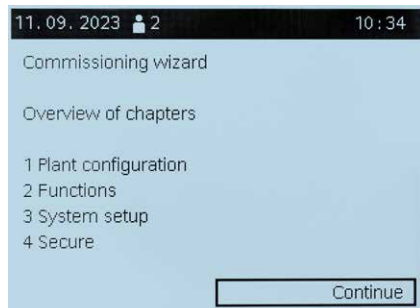 11.09.2023 2 10:34
Commissioning wizard
Overview of chapters
1 Plant configuration
2 Functions
3 System setup
4 Secure
Continue